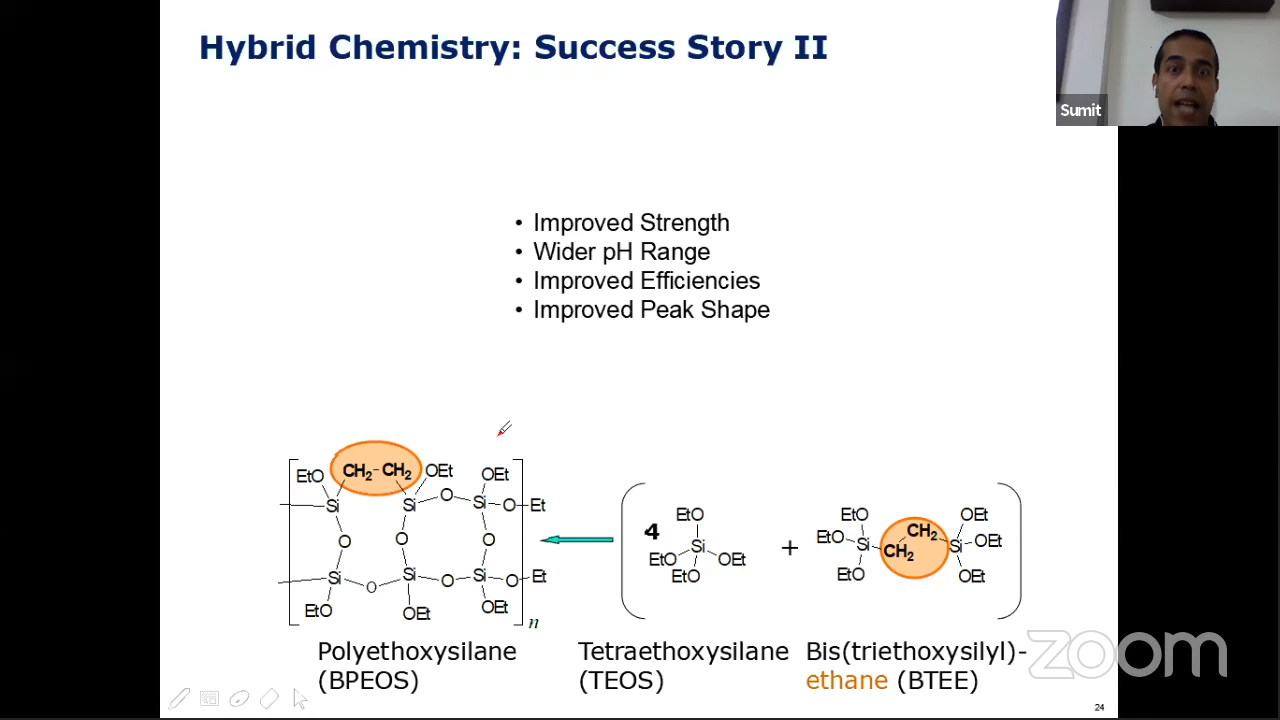 Hybrid Chemistry: Success Story II
Sumit
• Improved Strength
• Wider pH Range
• Improved Efficiencies
• Improved Peak Shape
EtO CH2-CH2 OEt OEt
Si Si O Si O Et
O O O
Si O Si O Si O Et
EtO OEt OEt
n
4
EtO
Si
EtO OEt
EtO
+
EtO OEt
EtO Si CH2 CH2 Si OEt
EtO OEt
Polyethoxysilane
(BPEOS)
Tetraethoxysilane
(TEOS)
Bis(triethoxysilyl)-
ethane (BTEE)
zoom
24